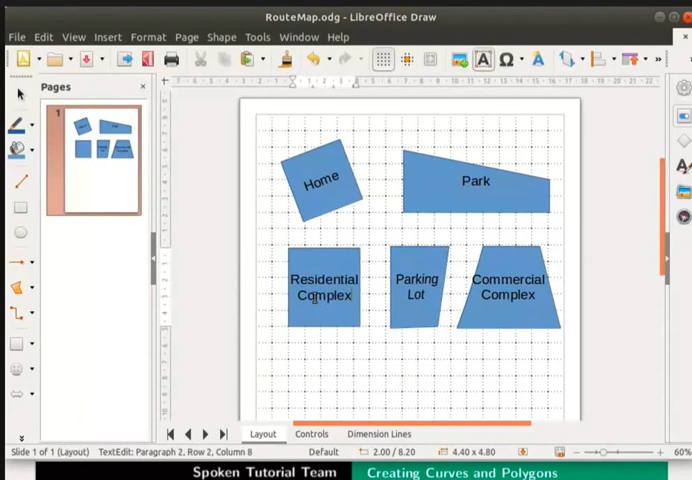 RouteMap.odg - LibreOffice Draw
File Edit View Insert Format Page Shape Tools Window Help
Pages
1
Home
Park
Residential
Complex
Parking
Lot
Commercial
Complex
Layout Controls Dimension Lines
Slide 1 of 1 (Layout) TextEdit: Paragraph 2, Row 2, Column 8 Default 2.00 / 8.20 4.40 x 4.80 60%
Spoken Tutorial Team Creating Curves and Polygons